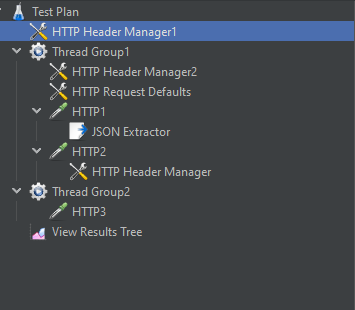 Test Plan
HTTP Header Manager1
Thread Group1
HTTP Header Manager2
HTTP Request Defaults
HTTP1
JSON Extractor
HTTP2
HTTP Header Manager
Thread Group2
HTTP3
View Results Tree